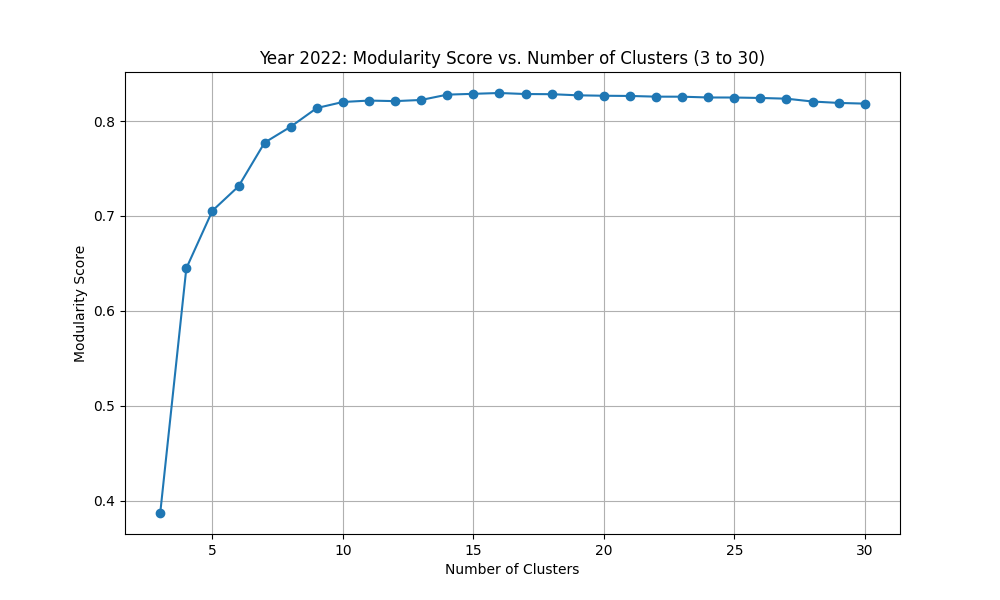 Year 2022: Modularity Score vs. Number of Clusters (3 to 30)
Modularity Score
0.8
0.7
0.6
0.5
0.4
5 10 15 20 25 30
Number of Clusters